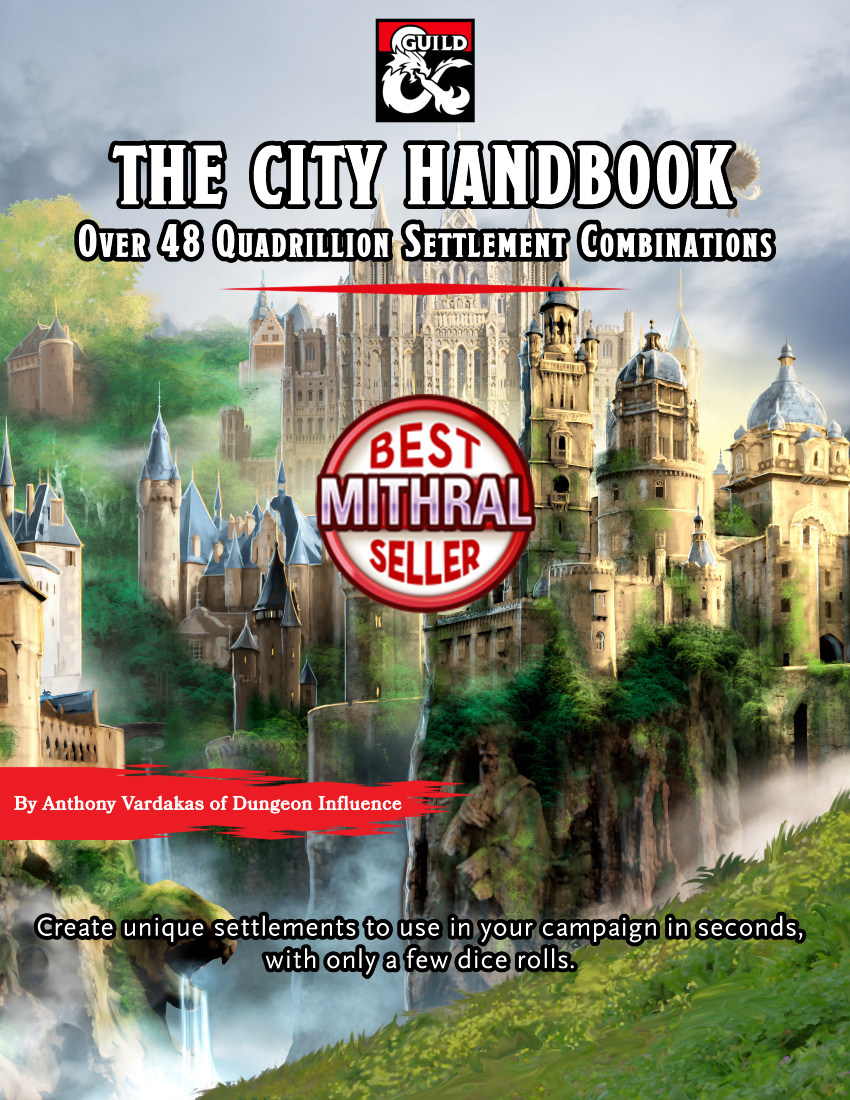 GUILD
THE CITY HANDBOOK
Over 48 Quadrillion Settlement Combinations
BEST
MITHRAL
SELLER
By Anthony Vardakas of Dungeon Influence
Create unique settlements to use in your campaign in seconds,
with only a few dice rolls.